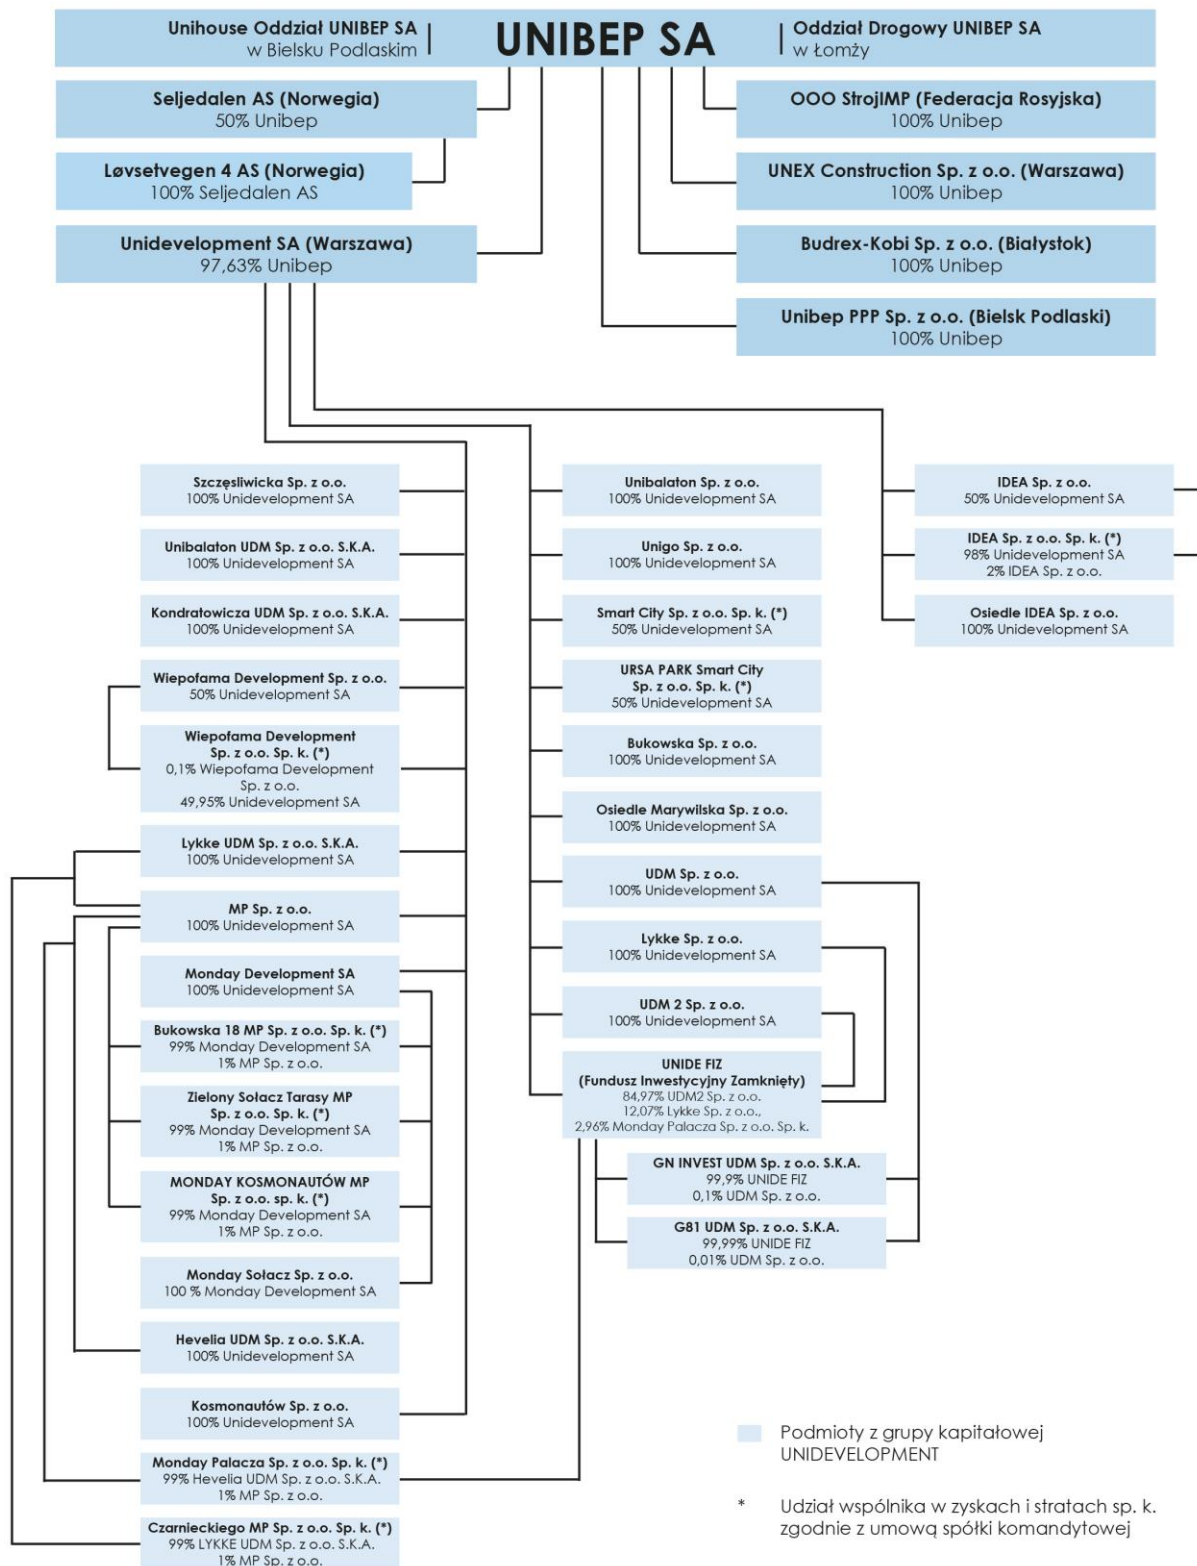 Unihouse Oddział UNIBEP SA
w Bielsku Podlaskim
UNIBEP SA
Oddział Drogowy UNIBEP SA
w Łomży
Seljedalen AS (Norwegia)
50% Unibep
OOO StrojIMP (Federacja Rosyjska)
100% Unibep
Løvsetvegen 4 AS (Norwegia)
100% Seljedalen AS
UNEX Construction Sp. z o.o. (Warszawa)
100% Unibep
Unidevelopment SA (Warszawa)
97,63% Unibep
Budrex-Kobi Sp. z o.o. (Białystok)
100% Unibep
Unibep PPP Sp. z o.o. (Bielsk Podlaski)
100% Unibep
Szczęsliwicka Sp. z o.o.
100% Unidevelopment SA
Unibalaton UDM Sp. z o.o. S.K.A.
100% Unidevelopment SA
Kondratowicza UDM Sp. z o.o. S.K.A.
100% Unidevelopment SA
Wiepofama Development Sp. z o.o.
50% Unidevelopment SA
Wiepofama Development
Sp. z o.o. Sp. k. (*)
0,1% Wiepofama Development
Sp. z o.o.
49,95% Unidevelopment SA
Lykke UDM Sp. z o.o. S.K.A.
100% Unidevelopment SA
MP Sp. z o.o.
100% Unidevelopment SA
Monday Development SA
100% Unidevelopment SA
Bukowska 18 MP Sp. z o.o. Sp. k. (*)
99% Monday Development SA
1% MP Sp. z o.o.
Zielony Sołacz Tarasy MP
Sp. z o.o. Sp. k. (*)
99% Monday Development SA
1% MP Sp. z o.o.
MONDAY KOSMONAUTÓW MP
Sp. z o.o. sp. k. (*)
99% Monday Development SA
1% MP Sp. z o.o.
Monday Sołacz Sp. z o.o.
100 % Monday Development SA
Hevelia UDM Sp. z o.o. S.K.A.
100% Unidevelopment SA
Kosmonautów Sp. z o.o.
100% Unidevelopment SA
Monday Palacza Sp. z o.o. Sp. k. (*)
99% Hevelia UDM Sp. z o.o. S.K.A.
1% MP Sp. z o.o.
Czarnieckiego MP Sp. z o.o. Sp. k. (*)
99% LYKKE UDM Sp. z o.o. S.K.A.
1% MP Sp. z o.o.
Unibalaton Sp. z o.o.
100% Unidevelopment SA
Unigo Sp. z o.o.
100% Unidevelopment SA
Smart City Sp. z o.o. Sp. k. (*)
50% Unidevelopment SA
URSA PARK Smart City
Sp. z o.o. Sp. k. (*)
50% Unidevelopment SA
Bukowska Sp. z o.o.
100% Unidevelopment SA
Osiedle Marywilska Sp. z o.o.
100% Unidevelopment SA
UDM Sp. z o.o.
100% Unidevelopment SA
Lykke Sp. z o.o.
100% Unidevelopment SA
UDM 2 Sp. z o.o.
100% Unidevelopment SA
UNIDE FIZ
(Fundusz Inwestycyjny Zamknięty)
84,97% UDM2 Sp. z o.o.
12,07% Lykke Sp. z o.o.,
2,96% Monday Palacza Sp. z o.o. Sp. k.
GN INVEST UDM Sp. z o.o. S.K.A.
99,9% UNIDE FIZ
0,1% UDM Sp. z o.o.
G81 UDM Sp. z o.o. S.K.A.
99,99% UNIDE FIZ
0,01% UDM Sp. z o.o.
IDEA Sp. z o.o.
50% Unidevelopment SA
IDEA Sp. z o.o. Sp. k. (*)
98% Unidevelopment SA
2% IDEA Sp. z o.o.
Osiedle IDEA Sp. z o.o.
100% Unidevelopment SA
Podmioty z grupy kapitałowej
UNIDEVELOPMENT
* Udział wspólnika w zyskach i stratach sp. k.
zgodnie z umową spółki komandytowej